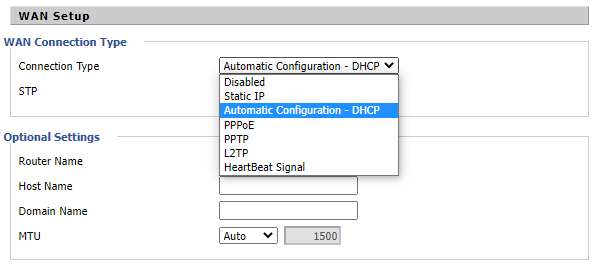 WAN Setup
WAN Connection Type
Connection Type Automatic Configuration - DHCP
STP
Disabled
Static IP
Automatic Configuration - DHCP
PPPoE
PPTP
L2TP
HeartBeat Signal
Optional Settings
Router Name
Host Name
Domain Name
MTU Auto 1500